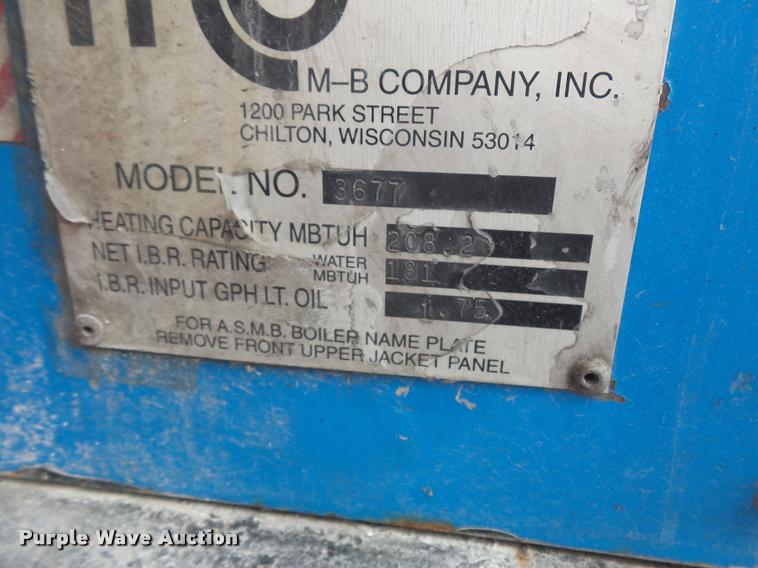 M-B COMPANY, INC.
1200 PARK STREET
CHILTON, WISCONSIN 53014
MODEL NO. 3677
HEATING CAPACITY MBTUH 208.2
NET I.B.R. RATING WATER MBTUH 181
I.B.R. INPUT GPH LT. OIL 1.75
FOR A.S.M.B. BOILER NAME PLATE
REMOVE FRONT UPPER JACKET PANEL
Purple Wave Auction